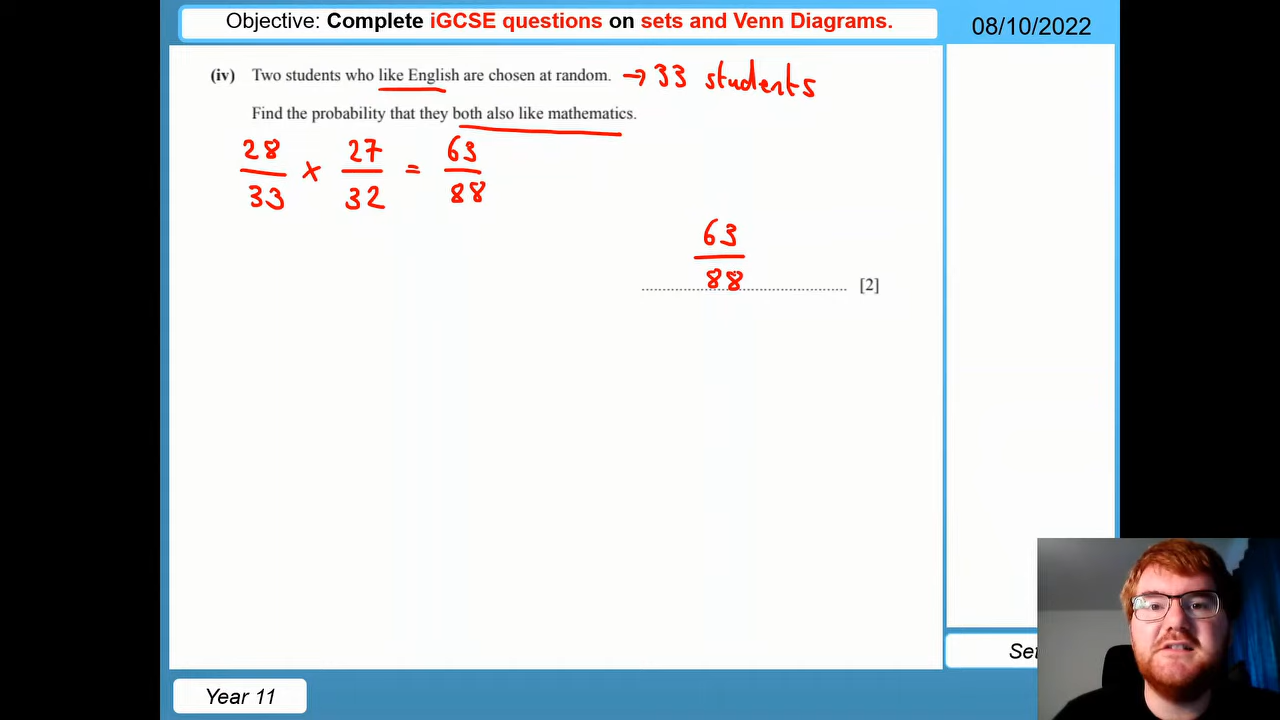 Objective: Complete iGCSE questions on sets and Venn Diagrams.
08/10/2022
(iv) Two students who like English are chosen at random. → 33 students
Find the probability that they both also like mathematics.
28/33 × 27/32 = 63/88
63/88
[2]
Year 11